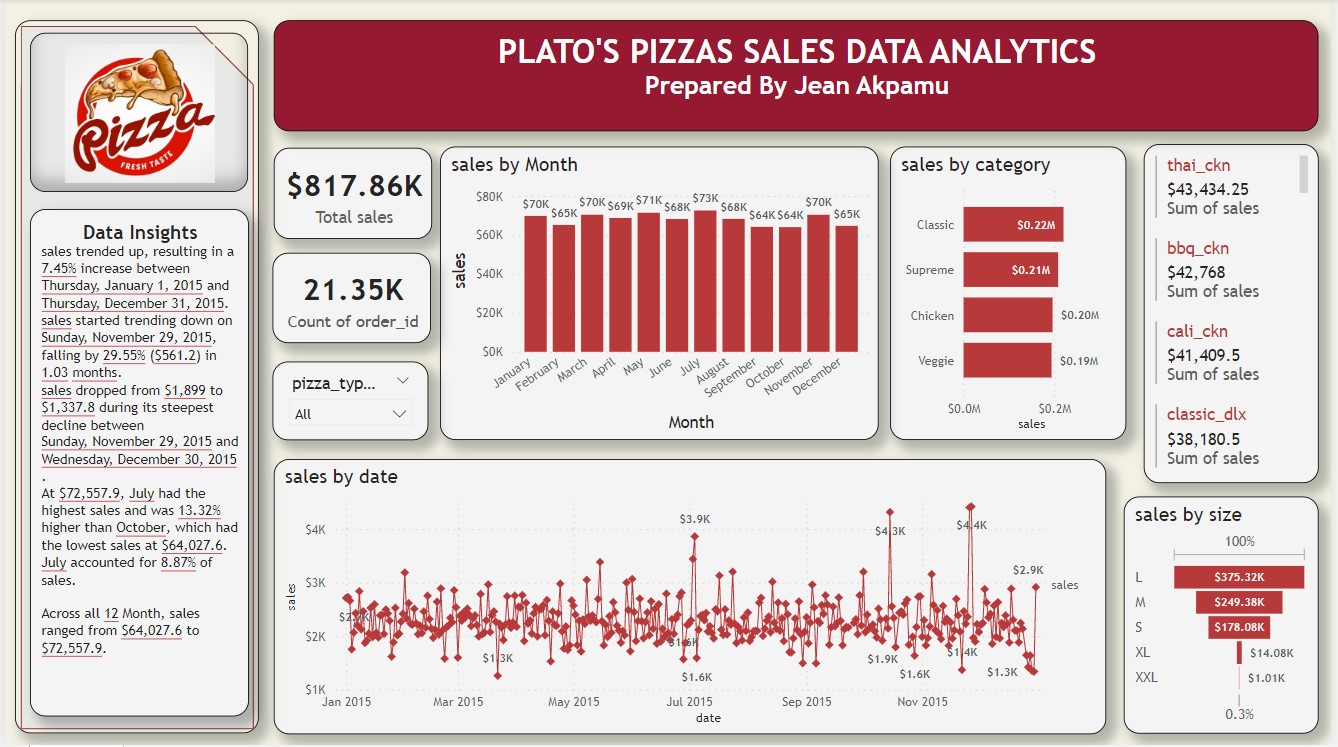 Pizza
FRESH TASTE
PLATO'S PIZZAS SALES DATA ANALYTICS
Prepared By Jean Akpamu
Data Insights
sales trended up, resulting in a
7.45% increase between
Thursday, January 1, 2015 and
Thursday, December 31, 2015.
sales started trending down on
Sunday, November 29, 2015,
falling by 29.55% ($561.2) in
1.03 months.
sales dropped from $1,899 to
$1,337.8 during its steepest
decline between
Sunday, November 29, 2015 and
Wednesday, December 30, 2015
.
At $72,557.9, July had the
highest sales and was 13.32%
higher than October, which had
the lowest sales at $64,027.6.
July accounted for 8.87% of
sales.
Across all 12 Month, sales
ranged from $64,027.6 to
$72,557.9.
$817.86K
Total sales
21.35K
Count of order_id
pizza_typ...
All
sales by Month
sales
$80K
$60K
$40K
$20K
$0K
$70K $65K $70K $69K $71K $68K $73K $68K $64K $64K $70K $65K
January February March April May June July August September October November December
Month
sales by category
Classic $0.22M
Supreme $0.21M
Chicken $0.20M
Veggie $0.19M
$0.0M $0.2M
sales
thai_ckn
$43,434.25
Sum of sales
bbq_ckn
$42,768
Sum of sales
cali_ckn
$41,409.5
Sum of sales
classic_dlx
$38,180.5
Sum of sales
sales by date
sales
$4K
$3K
$2K
$1K
$3.9K
$4.3K
$4.4K
$2.9K
sales
$1.3K
$1.6K
$1.6K
$1.9K
$1.6K
$1.4K
$1.3K
Jan 2015 Mar 2015 May 2015 Jul 2015 Sep 2015 Nov 2015
date
sales by size
100%
L $375.32K
M $249.38K
S $178.08K
XL $14.08K
XXL $1.01K
0.3%